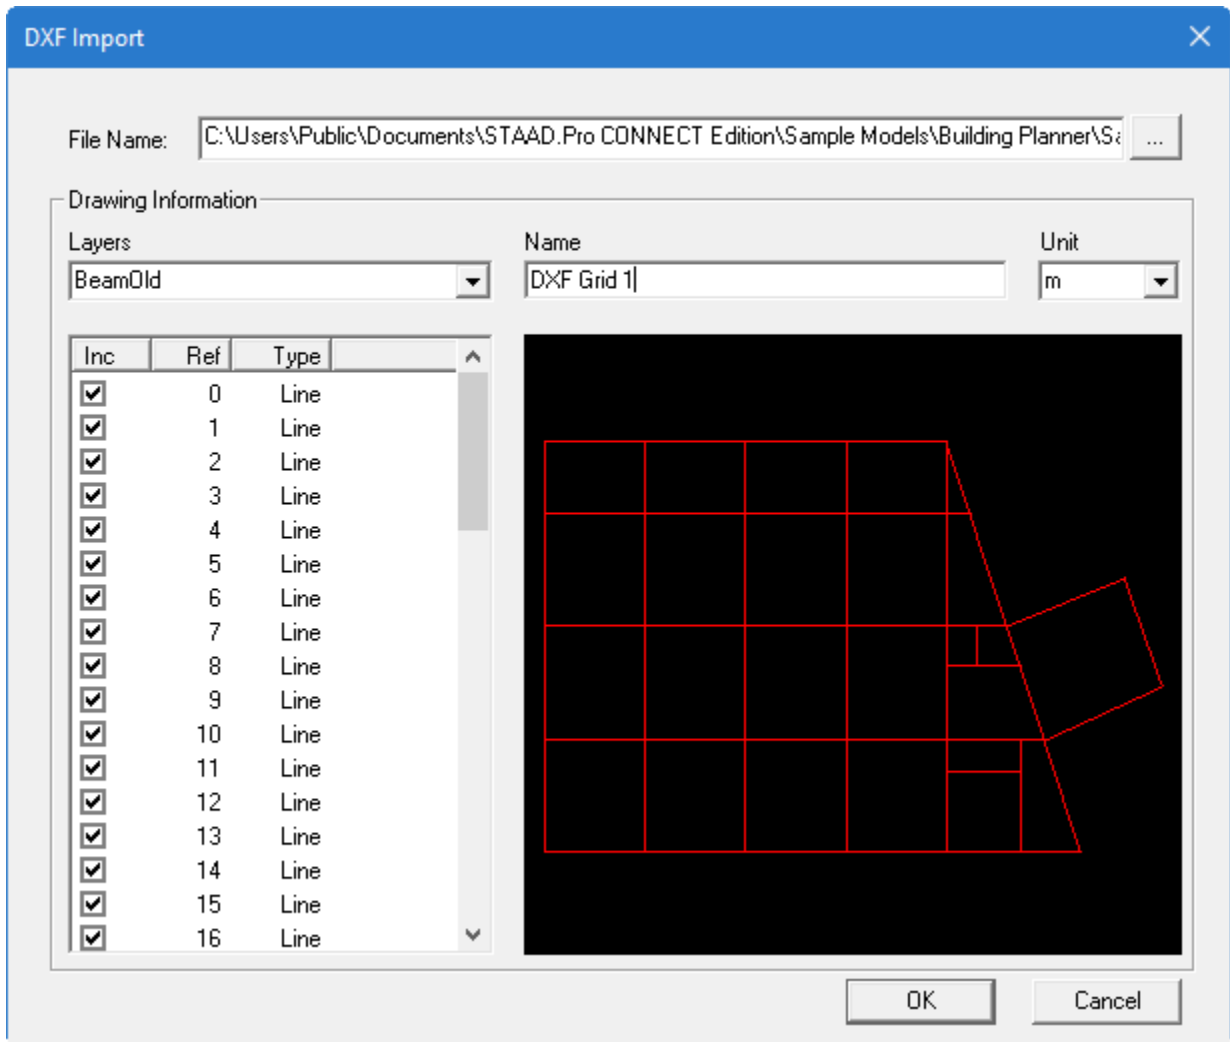 DXF Import
File Name: C:\Users\Public\Documents\STAAD.Pro CONNECT Edition\Sample Models\Building Planner\Sa ...
Drawing Information
Layers Name Unit
BeamOld DXF Grid 1 m
Inc Ref Type
0 Line
1 Line
2 Line
3 Line
4 Line
5 Line
6 Line
7 Line
8 Line
9 Line
10 Line
11 Line
12 Line
13 Line
14 Line
15 Line
16 Line
OK Cancel